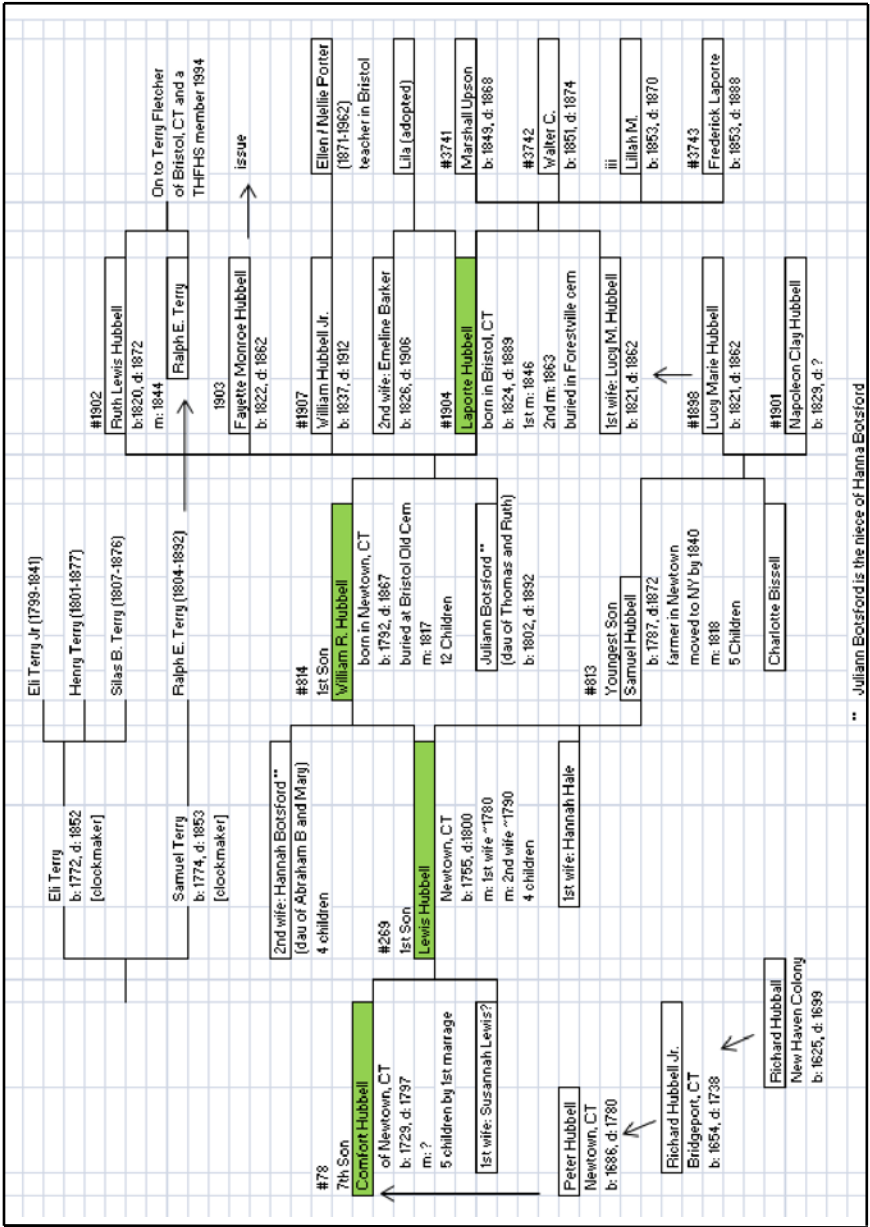 Eli Terry Jr (1799-1841)
Henry Terry (1801-1877)
Silas B. Terry (1807-1876)
Ralph E. Terry (1804-1892)
Eli Terry
b: 1772, d: 1852
[clockmaker]
Samuel Terry
b: 1774, d: 1853
[clockmaker]
#1902
Ruth Lewis Hubbell
b:1820, d: 1872
m: 1844
Ralph E. Terry
On to Terry Fletcher
of Bristol, CT and a
THFHS member 1994
1903
Fayette Monroe Hubbell
b: 1822, d: 1862
issue
#1907
William Hubbell Jr.
b: 1837, d: 1912
Ellen / Nellie Porter
(1871-1962)
teacher in Bristol
2nd wife: Emeline Barker
b: 1826, d: 1906
Lila (adopted)
#1904
Laporte Hubbell
born in Bristol, CT
b: 1824, d: 1889
1st m: 1846
2nd m: 1863
buried in Forestville cem
1st wife: Lucy M. Hubbell
b: 1821, d: 1862
#3741
Marshall Upson
b: 1849, d: 1868
#3742
Walter C.
b: 1851, d: 1874
iii
Lillah M.
b: 1853, d: 1870
#3743
Frederick Laporte
b: 1853, d: 1888
#1898
Lucy Marie Hubbell
b: 1821, d: 1862
#1901
Napoleon Clay Hubbell
b: 1829, d: ?
2nd wife: Hannah Botsford **
(dau of Abraham B and Mary)
4 children
#814
1st Son
William R. Hubbell
born in Newtown, CT
b: 1792, d: 1867
buried at Bristol Old Cem
m: 1817
12 Children
Juliann Botsford **
(dau of Thomas and Ruth)
b: 1802, d: 1892
#269
1st Son
Lewis Hubbell
Newtown, CT
b: 1755, d:1800
m: 1st wife ~1780
m: 2nd wife ~1790
4 children
1st wife: Hannah Hale
#813
Youngest Son
Samuel Hubbell
b: 1787, d:1872
farmer in Newtown
moved to NY by 1840
m: 1818
5 Children
Charlotte Bissell
#78
7th Son
Comfort Hubbell
of Newtown, CT
b: 1729, d: 1797
m: ?
5 children by 1st marrage
1st wife: Susannah Lewis?
Peter Hubbell
Newtown, CT
b: 1686, d: 1780
Richard Hubbell Jr.
Bridgeport, CT
b: 1654, d: 1738
Richard Hubball
New Haven Colony
b: 1625, d: 1699
** Juliann Botsford is the niece of Hanna Botsford